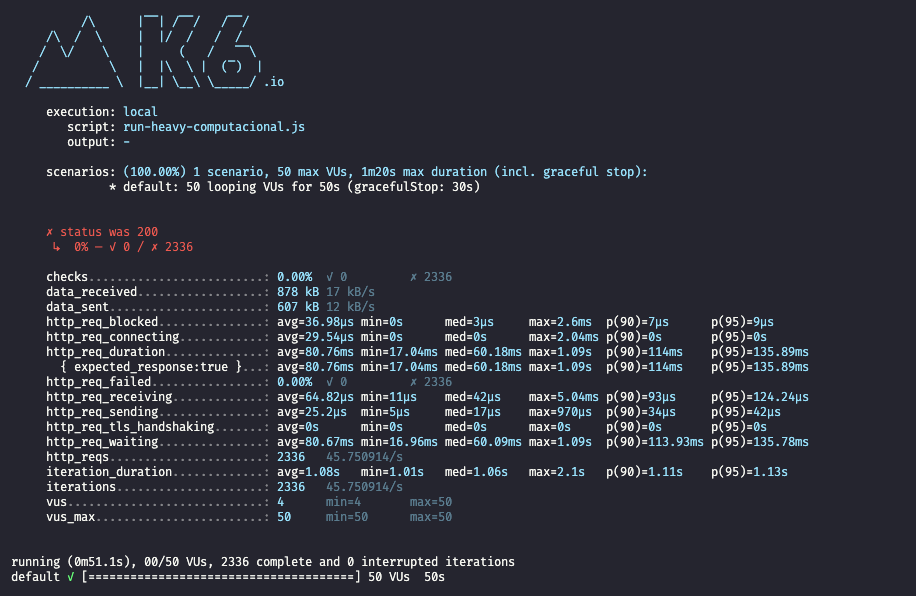 /\      |‾‾| /‾‾/   /‾‾/
     /\  /  \     |  |/  /   /  /
    /  \/    \    |     (   /   ‾‾\
   /          \   |  |\  \ |  (‾)  |
  / __________ \  |__| \__\ \_____/ .io
execution: local
script: run-heavy-computacional.js
output: -
scenarios: (100.00%) 1 scenario, 50 max VUs, 1m20s max duration (incl. graceful stop):
* default: 50 looping VUs for 50s (gracefulStop: 30s)
✗ status was 200
↳  0% — ✓ 0 / ✗ 2336
checks.........................: 0.00%  ✓ 0         ✗ 2336
data_received..................: 878 kB 17 kB/s
data_sent......................: 607 kB 12 kB/s
http_req_blocked...............: avg=36.98µs min=0s      med=3µs     max=2.6ms  p(90)=7µs      p(95)=9µs
http_req_connecting............: avg=29.54µs min=0s      med=0s      max=2.04ms p(90)=0s       p(95)=0s
http_req_duration..............: avg=80.76ms min=17.04ms med=60.18ms max=1.09s  p(90)=114ms    p(95)=135.89ms
{ expected_response:true }...: avg=80.76ms min=17.04ms med=60.18ms max=1.09s  p(90)=114ms    p(95)=135.89ms
http_req_failed................: 0.00%  ✓ 0         ✗ 2336
http_req_receiving.............: avg=64.82µs min=11µs    med=42µs    max=5.04ms p(90)=93µs     p(95)=124.24µs
http_req_sending...............: avg=25.2µs  min=5µs     med=17µs    max=970µs  p(90)=34µs     p(95)=42µs
http_req_tls_handshaking.......: avg=0s      min=0s      med=0s      max=0s     p(90)=0s       p(95)=0s
http_req_waiting...............: avg=80.67ms min=16.96ms med=60.09ms max=1.09s  p(90)=113.93ms p(95)=135.78ms
http_reqs......................: 2336   45.750914/s
iteration_duration.............: avg=1.08s   min=1.01s   med=1.06s   max=2.1s   p(90)=1.11s    p(95)=1.13s
iterations.....................: 2336   45.750914/s
vus............................: 4      min=4       max=50
vus_max........................: 50     min=50      max=50
running (0m51.1s), 00/50 VUs, 2336 complete and 0 interrupted iterations
default ✓ [======================================] 50 VUs  50s